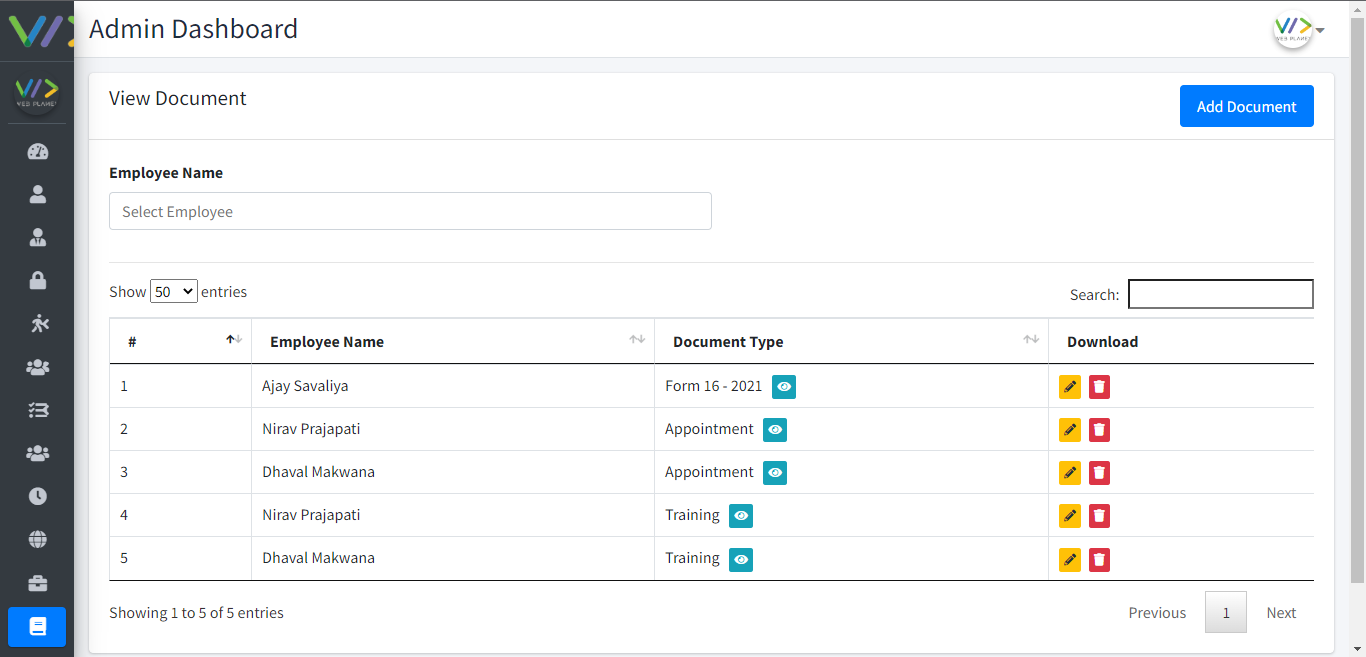 Admin Dashboard
WEB PLANET
View Document
Add Document
Employee Name
Select Employee
Show 50 entries
Search:
# Employee Name Document Type Download
1 Ajay Savaliya Form 16 - 2021
2 Nirav Prajapati Appointment
3 Dhaval Makwana Appointment
4 Nirav Prajapati Training
5 Dhaval Makwana Training
Showing 1 to 5 of 5 entries
Previous 1 Next